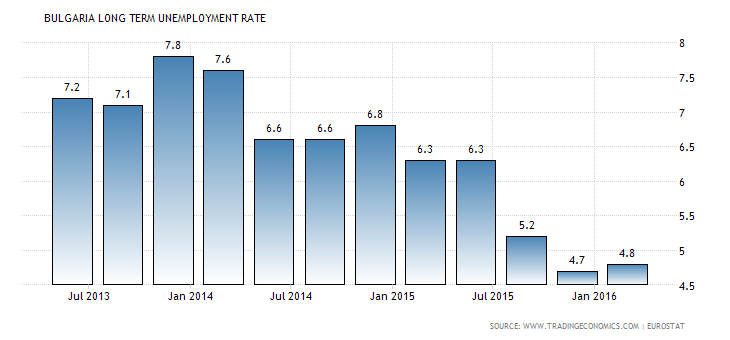 BULGARIA LONG TERM UNEMPLOYMENT RATE
7.2 7.1 7.8 7.6 6.6 6.6 6.8 6.3 6.3 5.2 4.7 4.8
8
7.5
7
6.5
6
5.5
5
4.5
Jul 2013 Jan 2014 Jul 2014 Jan 2015 Jul 2015 Jan 2016
SOURCE: WWW.TRADINGECONOMICS.COM | EUROSTAT